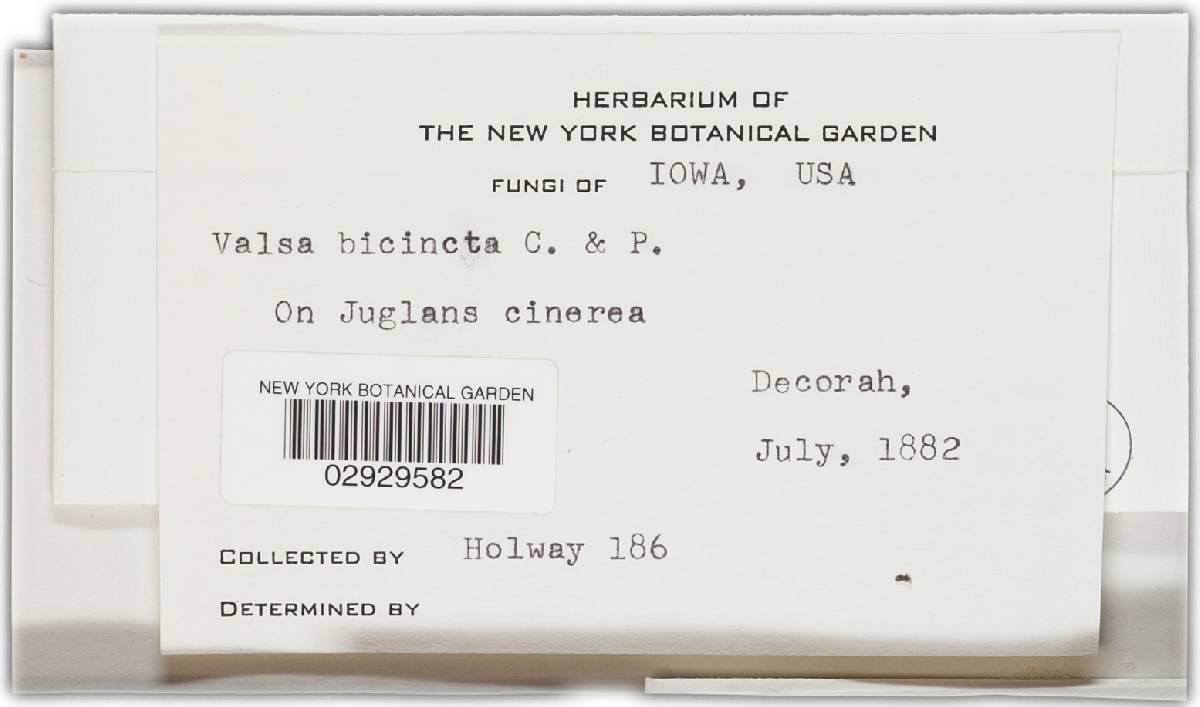 HERBARIUM OF
THE NEW YORK BOTANICAL GARDEN
FUNGI OF IOWA, USA
Valsa bicincta C. & P.
On Juglans cinerea
NEW YORK BOTANICAL GARDEN
02929582
Decorah,
July, 1882
COLLECTED BY Holway 186
DETERMINED BY